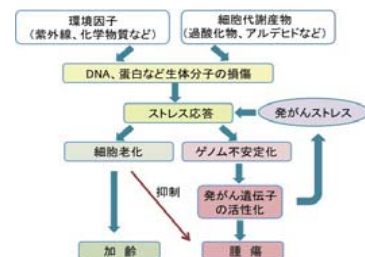 環境因子
(紫外線、化学物質など)
細胞代謝産物
(過酸化物、アルデヒドなど)
DNA、蛋白など生体分子の損傷
ストレス応答
発がんストレス
細胞老化
ゲノム不安定化
抑制
発がん遺伝子
の活性化
加 齢
腫 瘍